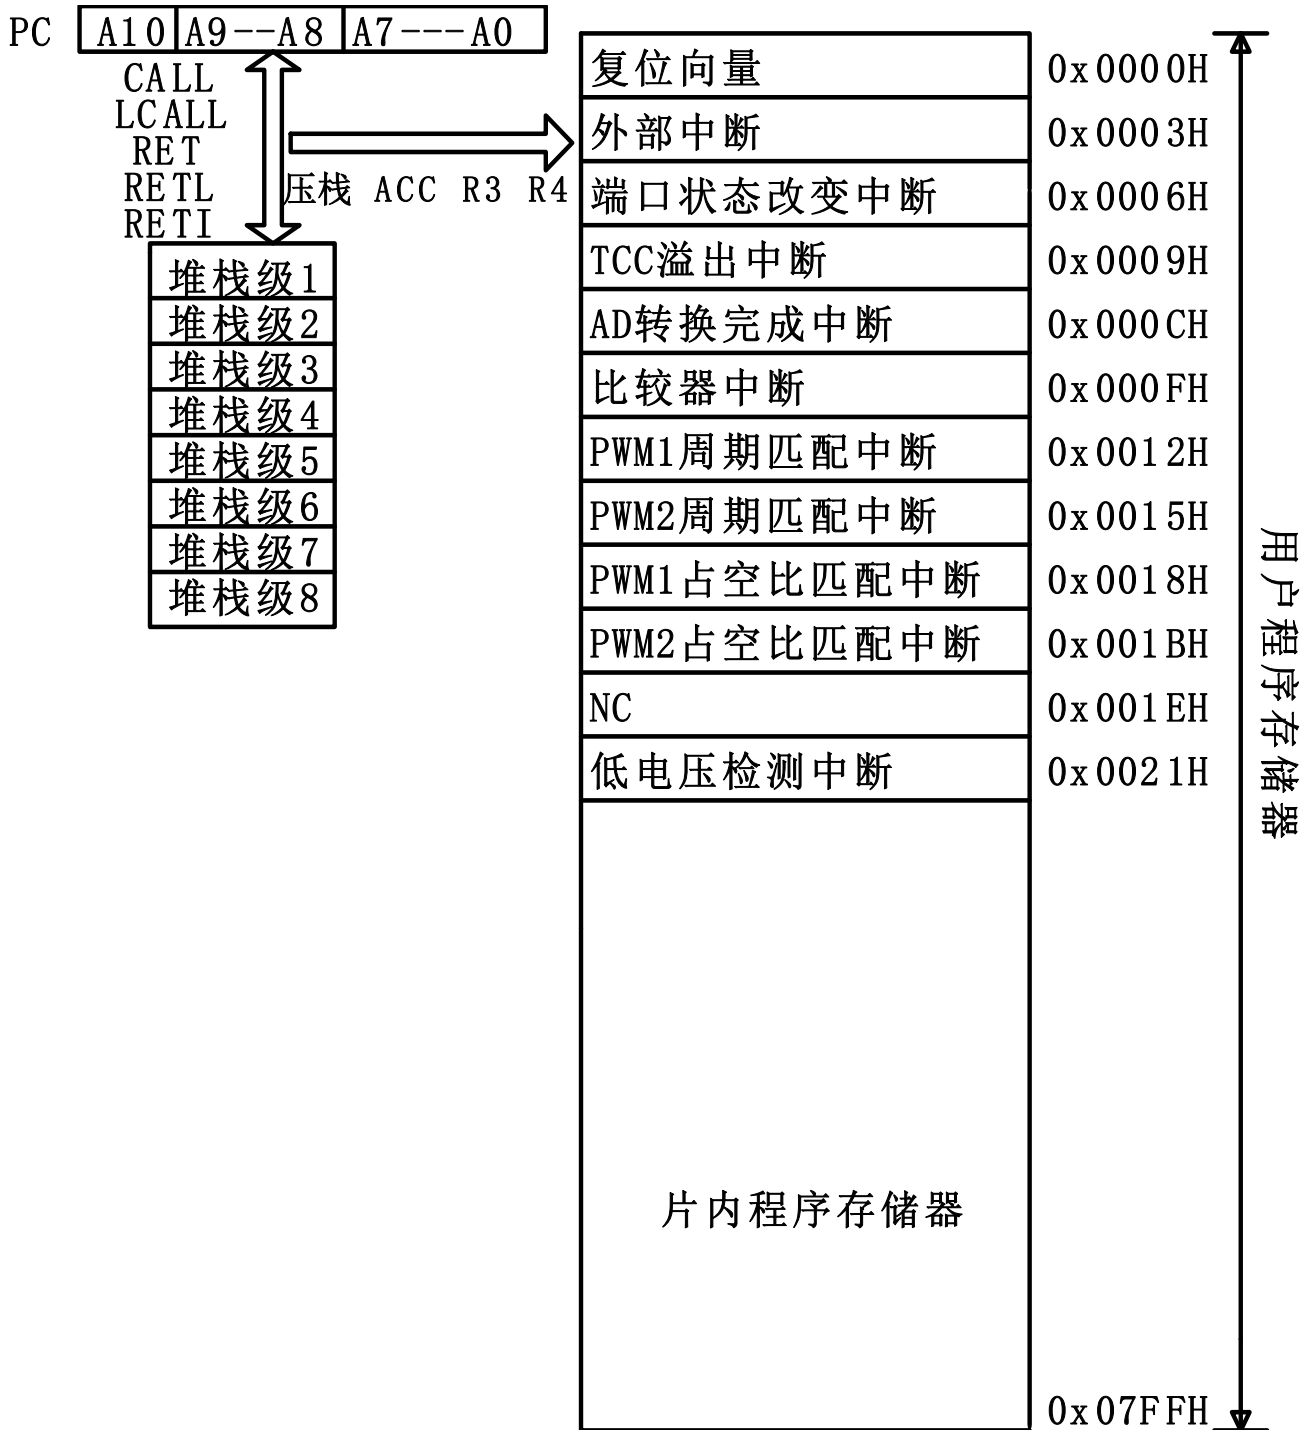 PC A10 A9--A8 A7---A0
CALL
LCALL
RET
RETL
RETI
压栈 ACC R3 R4
堆栈级1
堆栈级2
堆栈级3
堆栈级4
堆栈级5
堆栈级6
堆栈级7
堆栈级8
复位向量 0x0000H
外部中断 0x0003H
端口状态改变中断 0x0006H
TCC溢出中断 0x0009H
AD转换完成中断 0x000CH
比较器中断 0x000FH
PWM1周期匹配中断 0x0012H
PWM2周期匹配中断 0x0015H
PWM1占空比匹配中断 0x0018H
PWM2占空比匹配中断 0x001BH
NC 0x001EH
低电压检测中断 0x0021H
片内程序存储器
0x07FFH
用户程序存储器